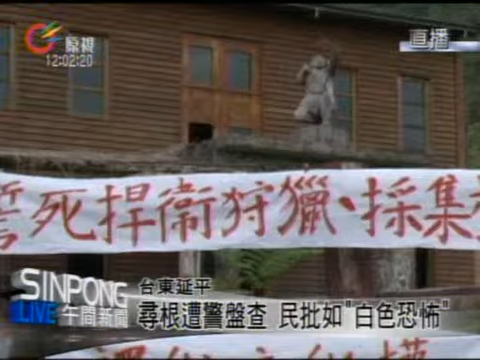 原視
直播
12:02:20
誓死捍衛狩獵、採集
SINPONG
LIVE 午間新聞
台東延平
尋根遭警盤查 民批如"白色恐怖"